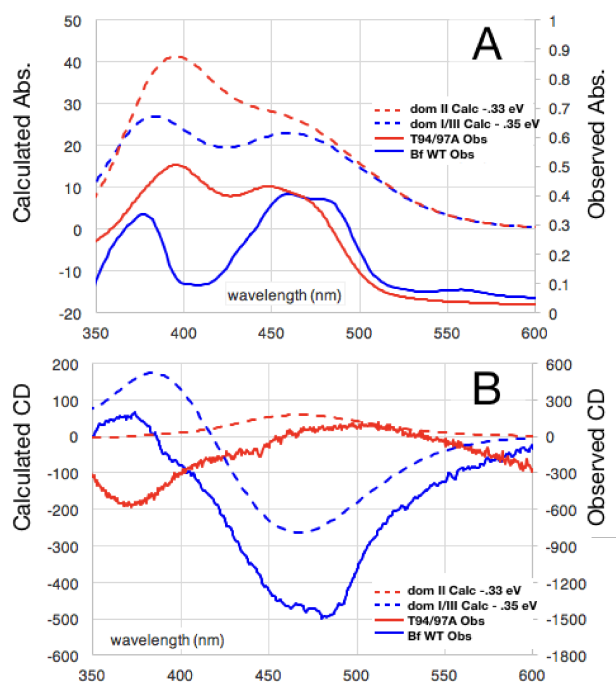 50 1
A
40 0.9
0.8
30 0.7
20 0.6
10 0.5
0 0.4
0.3
-10 0.2
0.1
-20 0
Calculated Abs.
Observed Abs.
dom II Calc -.33 eV
dom I/III Calc -.35 eV
T94/97A Obs
Bf WT Obs
wavelength (nm)
350 400 450 500 550 600
200 600
B
100 300
0 0
-100 -300
-200 -600
-300 -900
-400 -1200
-500 -1500
-600 -1800
Calculated CD
Observed CD
dom II Calc -.33 eV
dom I/III Calc -.35 eV
T94/97A Obs
Bf WT Obs
wavelength (nm)
350 400 450 500 550 600